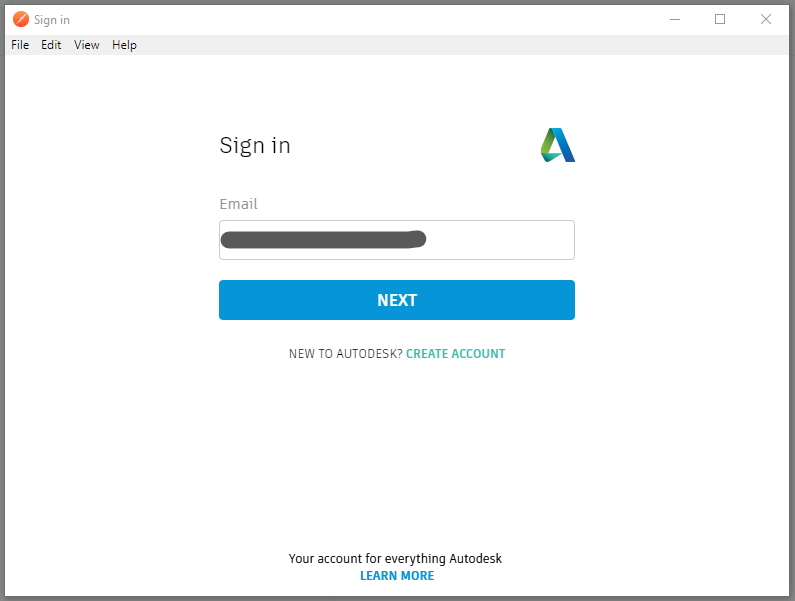 Sign in
File Edit View Help
Sign in
Email
NEXT
NEW TO AUTODESK? CREATE ACCOUNT
Your account for everything Autodesk
LEARN MORE